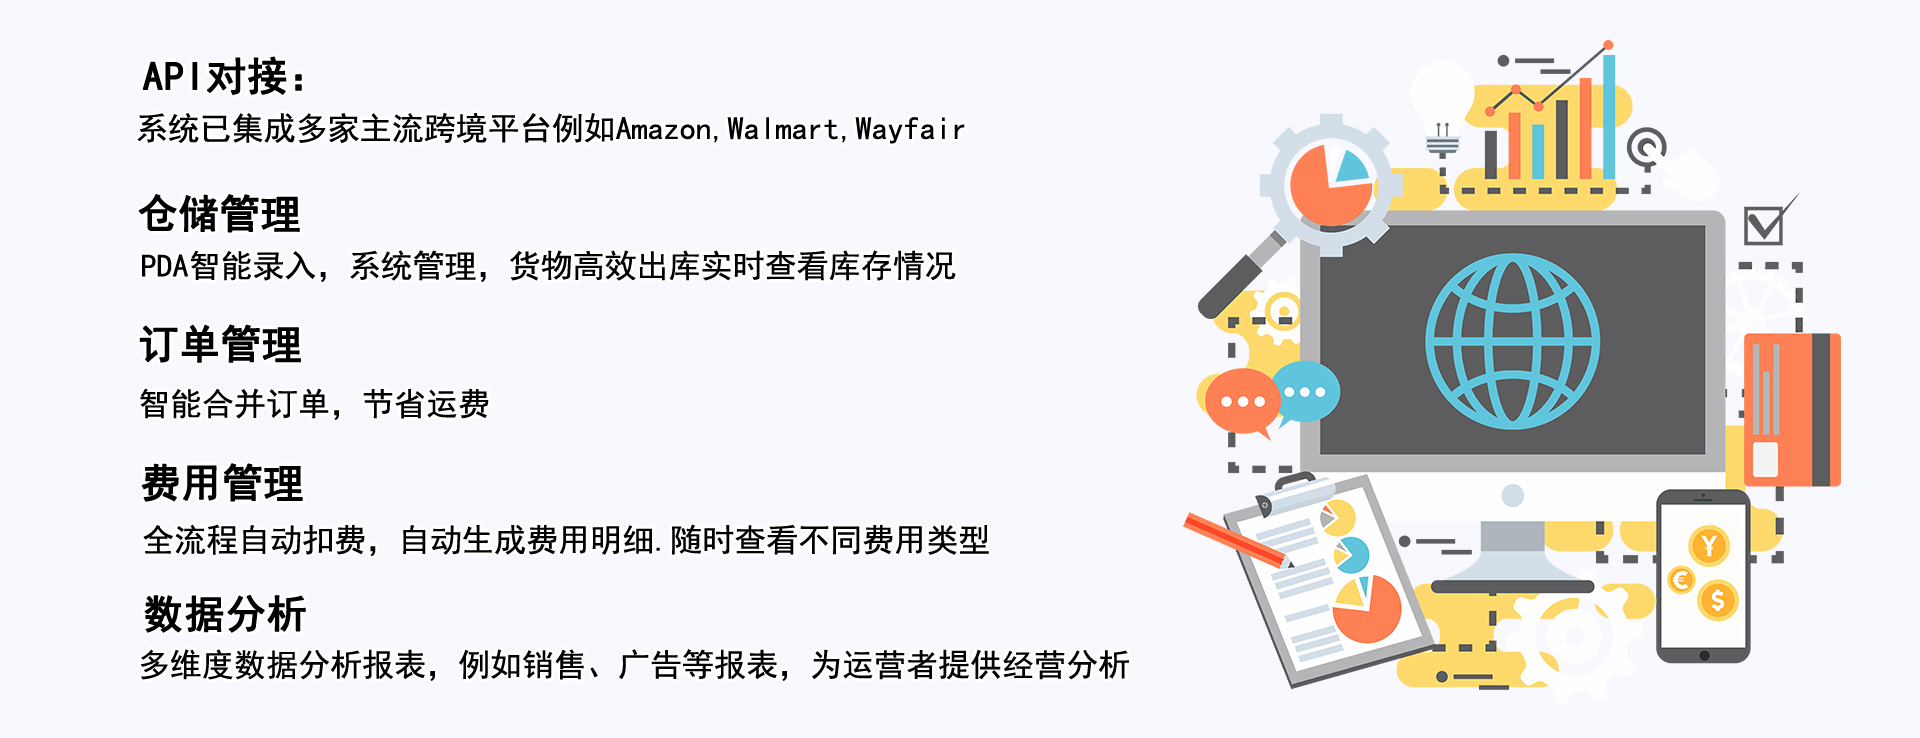 API对接：
系统已集成多家主流跨境平台例如Amazon,Walmart,Wayfair
仓储管理
PDA智能录入，系统管理，货物高效出库实时查看库存情况
订单管理
智能合并订单，节省运费
费用管理
全流程自动扣费，自动生成费用明细.随时查看不同费用类型
数据分析
多维度数据分析报表，例如销售、广告等报表，为运营者提供经营分析
¥
€
$